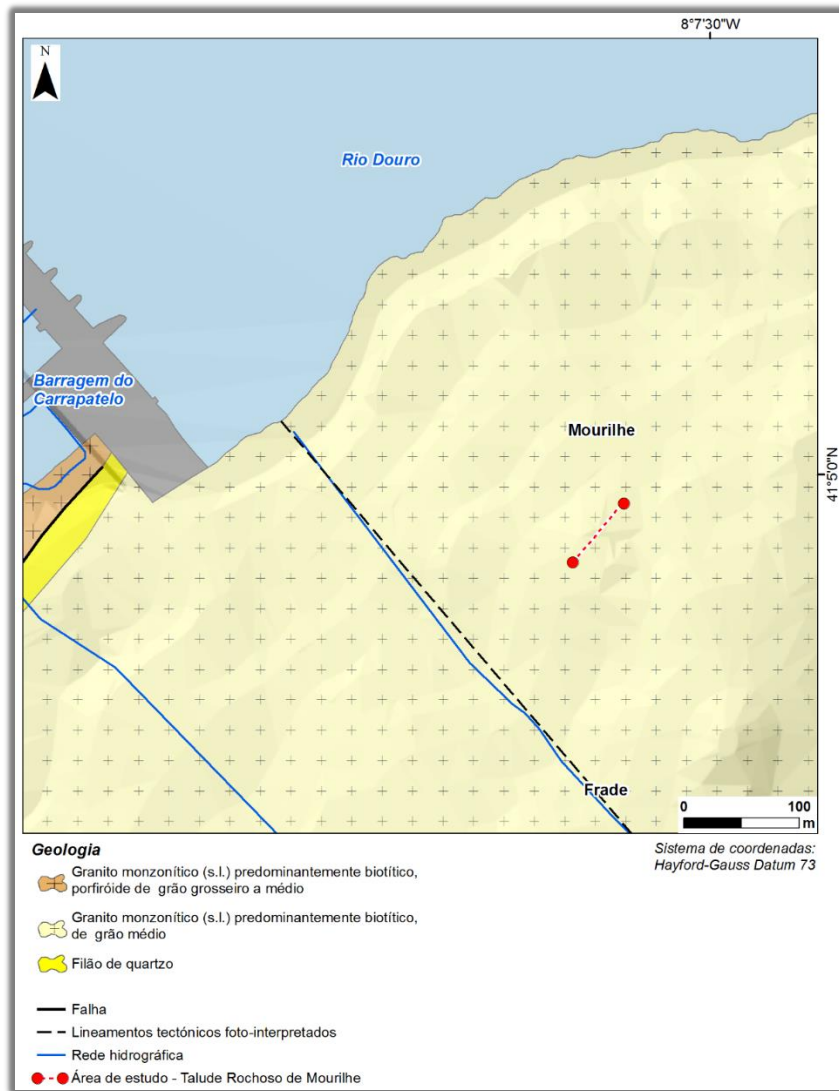 8°7'30"W
N
Rio Douro
Barragem do
Carrapatelo
Mourilhe
41°5'0"N
Frade
0 100
m
Geologia
Sistema de coordenadas:
Hayford-Gauss Datum 73
Granito monzonítico (s.l.) predominantemente biotítico,
porfiróide de grão grosseiro a médio
Granito monzonítico (s.l.) predominantemente biotítico,
de grão médio
Filão de quartzo
Falha
Lineamentos tectónicos foto-interpretados
Rede hidrográfica
Área de estudo - Talude Rochoso de Mourilhe